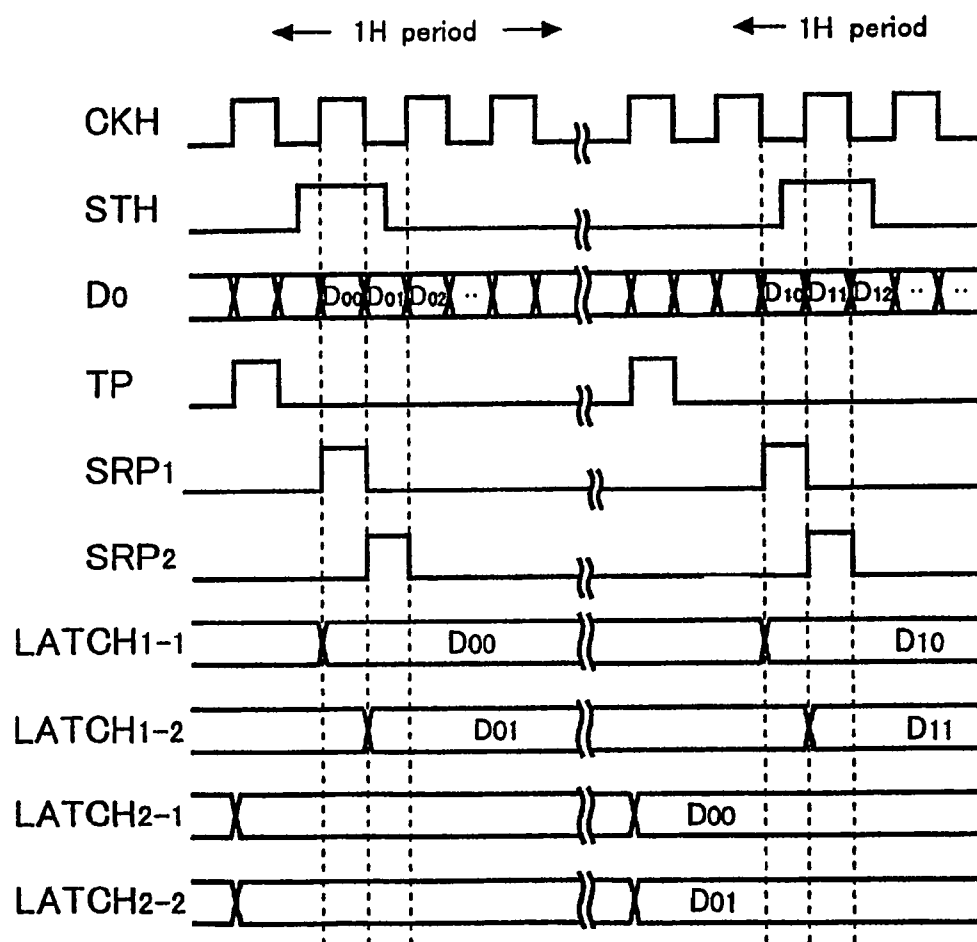 1H period 1H period
CKH
STH
D0 D00 D01 D02 ·· D10 D11 D12 ·· ··
TP
SRP1
SRP2
LATCH1-1 D00 D10
LATCH1-2 D01 D11
LATCH2-1 D00
LATCH2-2 D01